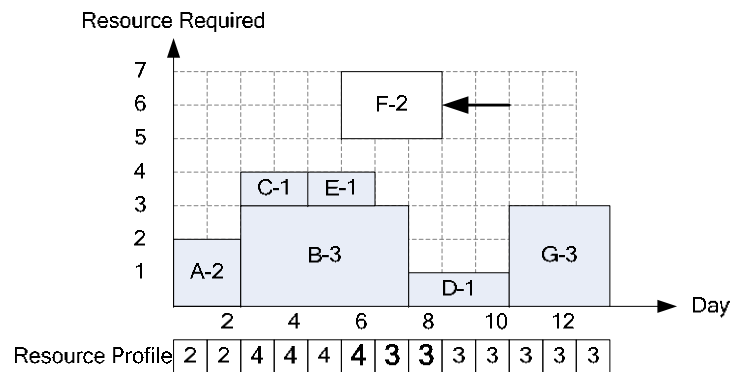 Resource Required
7
6
5
4
3
2
1
F-2
C-1 E-1
A-2
B-3
D-1
G-3
2 4 6 8 10 12
Day
Resource Profile 2 2 4 4 4 4 3 3 3 3 3 3 3